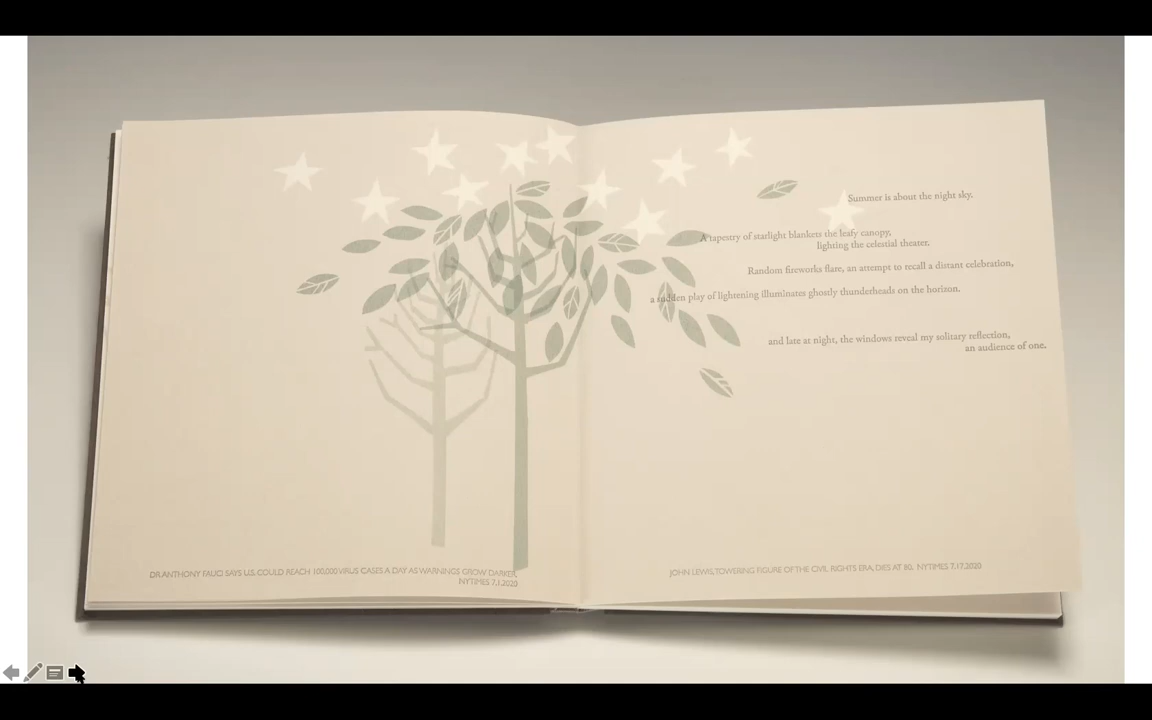 Summer is about the night sky.
A tapestry of starlight blankets the leafy canopy,
lighting the celestial theater.
Random fireworks flare, an attempt to recall a distant celebration,
a sudden play of lightening illuminates ghostly thunderheads on the horizon.
and late at night, the windows reveal my solitary reflection,
an audience of one.
DR. ANTHONY FAUCI SAYS U.S. COULD REACH 100,000 VIRUS CASES A DAY AS WARNINGS GROW DARKER,
NYTIMES 7.1.2020
JOHN LEWIS, TOWERING FIGURE OF THE CIVIL RIGHTS ERA, DIES AT 80. NYTIMES 7.17.2020